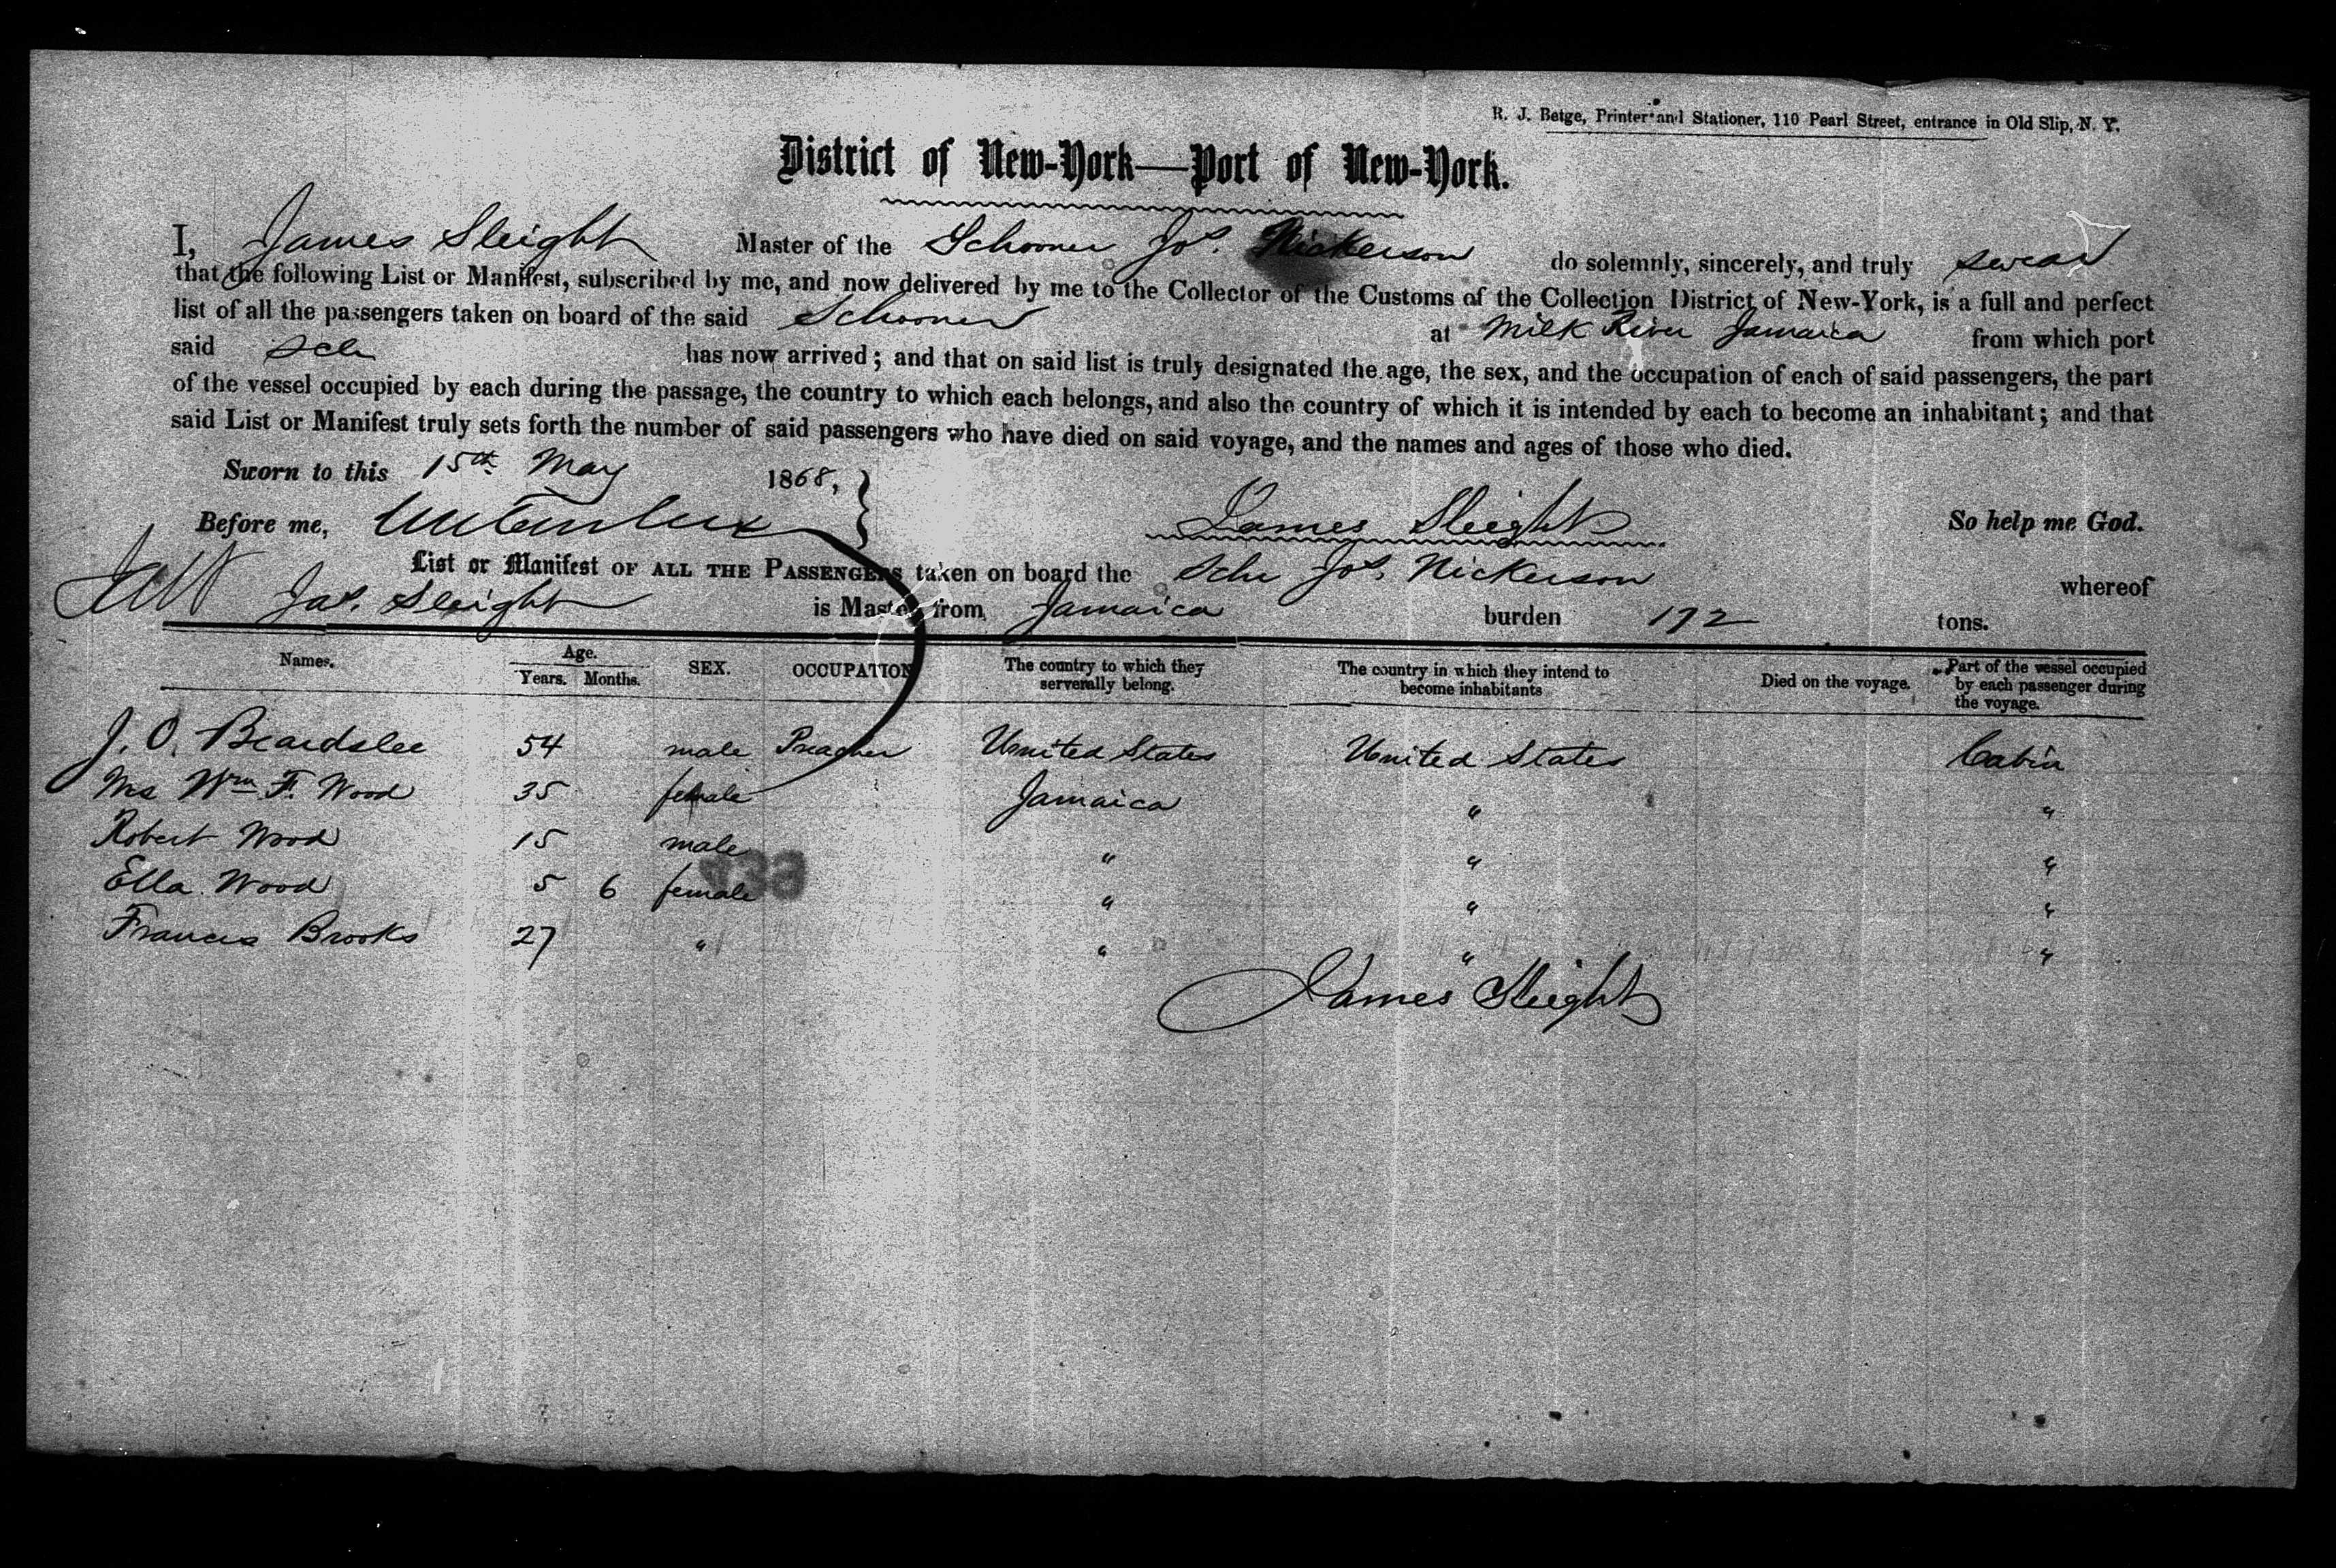 R. J. Betge, Printer and Stationer, 110 Pearl Street, entrance in Old Slip, N. Y.
District of New-York—Port of New-York.
I, James Sleight Master of the Schooner Jos. Nickerson do solemnly, sincerely, and truly swear
that the following List or Manifest, subscribed by me, and now delivered by me to the Collector of the Customs of the Collection District of New-York, is a full and perfect
list of all the passengers taken on board of the said Schooner at Milk River Jamaica from which port
said Sch has now arrived; and that on said list is truly designated the age, the sex, and the occupation of each of said passengers, the part
of the vessel occupied by each during the passage, the country to which each belongs, and also the country of which it is intended by each to become an inhabitant; and that
said List or Manifest truly sets forth the number of said passengers who have died on said voyage, and the names and ages of those who died.
Sworn to this 15th May 1868,
Before me, James Sleight So help me God.
List or Manifest OF ALL THE PASSENGERS taken on board the Schr Jos. Nickerson whereof
Jas. Sleight is Master from Jamaica burden 172 tons.
Names. Age. Years. Months. SEX. OCCUPATION The country to which they serverally belong. The country in which they intend to become inhabitants Died on the voyage. Part of the vessel occupied by each passenger during the voyage.
J. O. Beardslee 54 male Preacher United States United States Cabin
Mrs Wm F. Wood 35 female Jamaica " "
Robert Wood 15 male " " "
Ella Wood 5 6 female " " "
Francis Brooks 27 " " " "
James Sleight